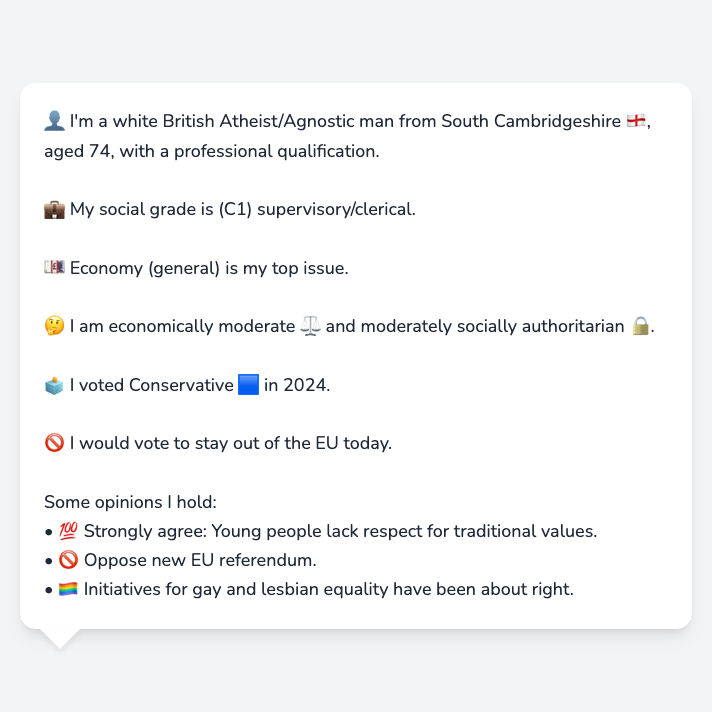 👤 I'm a white British Atheist/Agnostic man from South Cambridgeshire 🏴󠁧󠁢󠁥󠁮󠁧󠁿,
aged 74, with a professional qualification.
💼 My social grade is (C1) supervisory/clerical.
💷 Economy (general) is my top issue.
🤔 I am economically moderate ⚖️ and moderately socially authoritarian 🔒.
🗳️ I voted Conservative 🟦 in 2024.
🚫 I would vote to stay out of the EU today.
Some opinions I hold:
• 💯 Strongly agree: Young people lack respect for traditional values.
• 🚫 Oppose new EU referendum.
• 🏳️‍🌈 Initiatives for gay and lesbian equality have been about right.